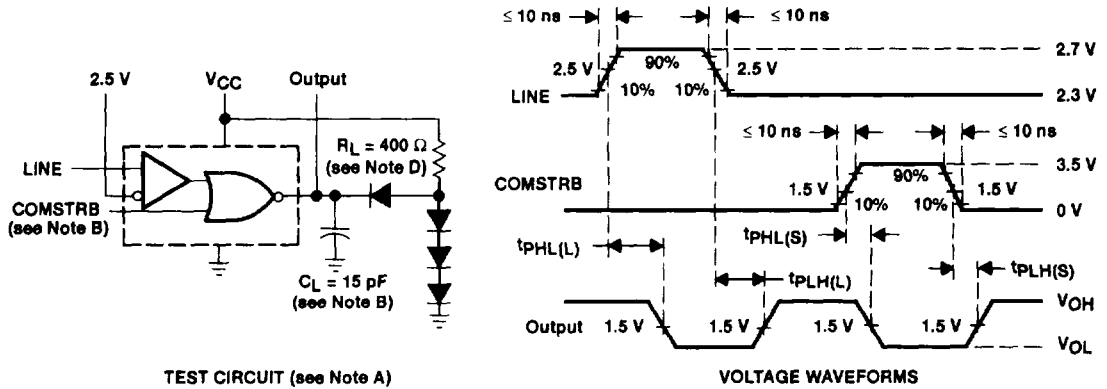 2.5 V
VCC
Output
RL = 400 Ω
(see Note D)
LINE
COMSTRB
(see Note B)
CL = 15 pF
(see Note B)
TEST CIRCUIT (see Note A)
≤ 10 ns
≤ 10 ns
2.7 V
2.5 V
90%
2.5 V
LINE
10%
10%
2.3 V
≤ 10 ns
≤ 10 ns
3.5 V
COMSTRB
1.5 V
90%
1.5 V
10%
10%
0 V
tPHL(L)
tPHL(S)
tPLH(L)
tPLH(S)
VOH
Output
1.5 V
1.5 V
1.5 V
1.5 V
VOL
VOLTAGE WAVEFORMS